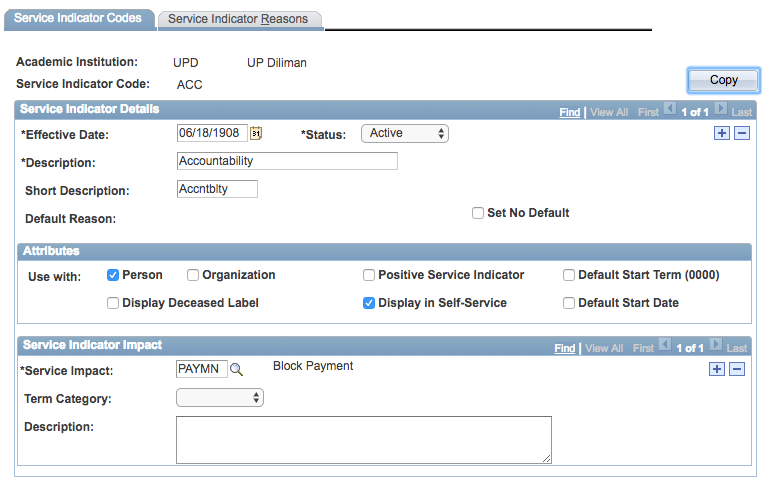 Service Indicator Codes Service Indicator Reasons
Academic Institution: UPD UP Diliman
Service Indicator Code: ACC
Copy
Service Indicator Details Find | View All First 1 of 1 Last
*Effective Date: 06/18/1908 31 *Status: Active
*Description: Accountability
Short Description: Accntblty
Default Reason: Set No Default
Attributes
Use with: Person Organization Positive Service Indicator Default Start Term (0000)
Display Deceased Label Display in Self-Service Default Start Date
Service Indicator Impact Find | View All First 1 of 1 Last
*Service Impact: PAYMN Block Payment
Term Category:
Description: